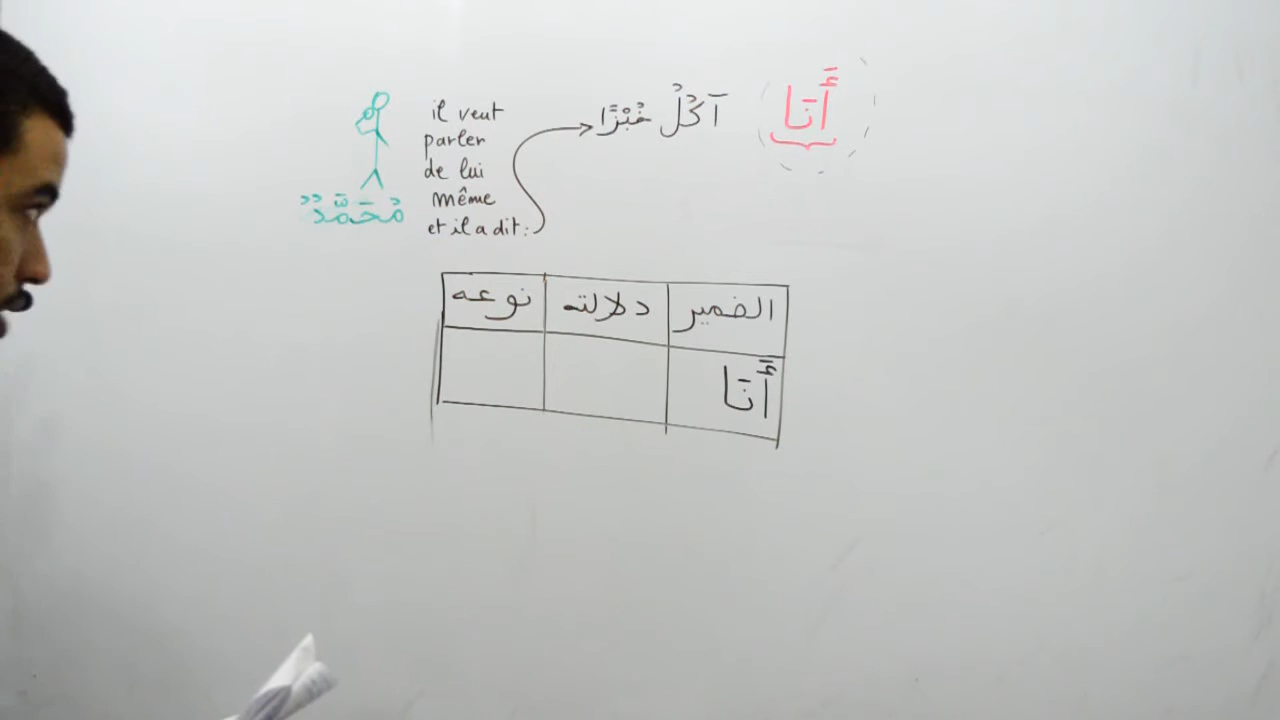 أَنَا آكُلُ خُبْزًا
il veut
parler
de lui
même
et il a dit:
مُحَمَّدٌ
الضمير دلالته نوعه
أَنَا